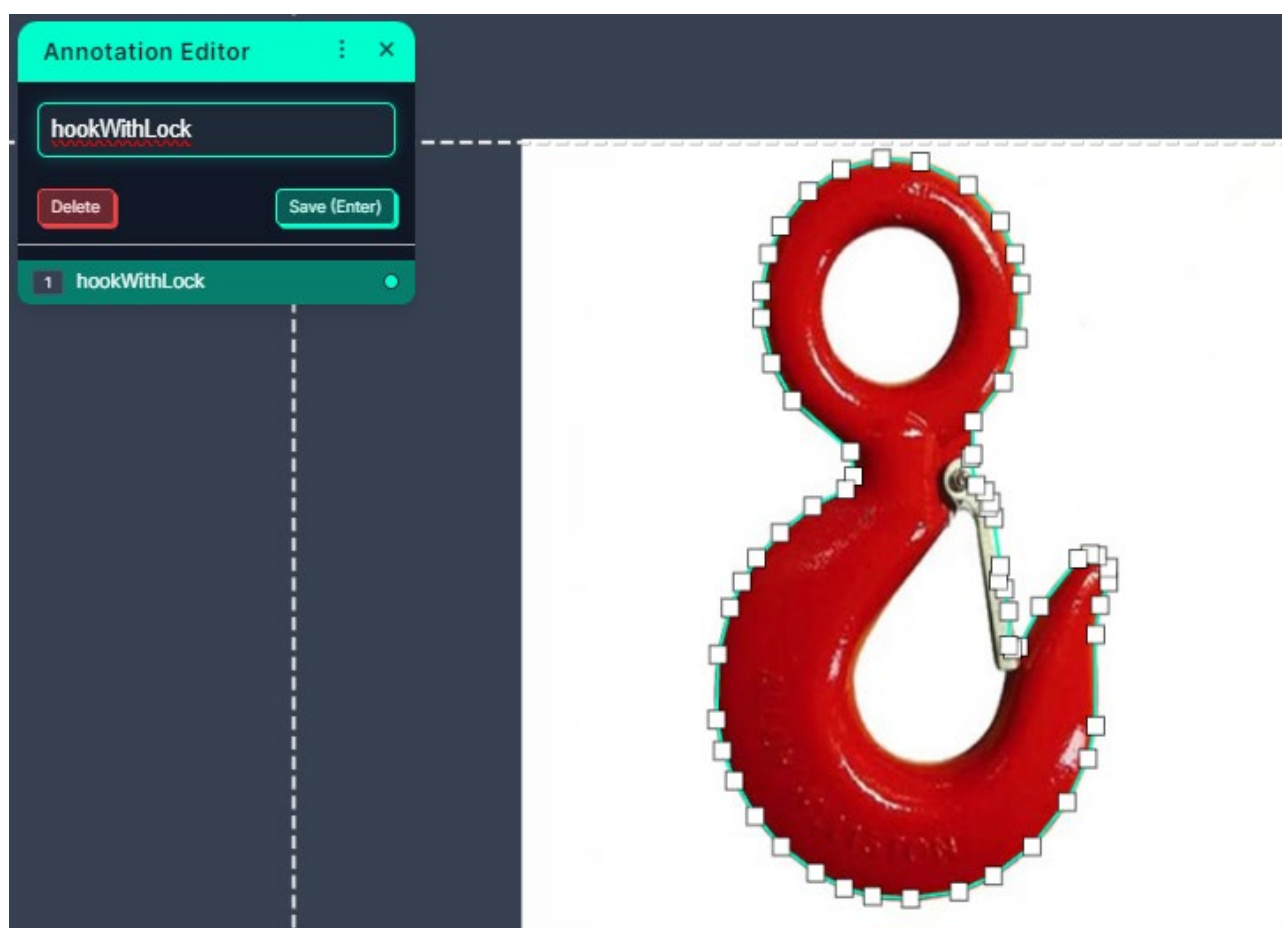 Annotation Editor
hookWithLock
Delete
Save (Enter)
1 hookWithLock